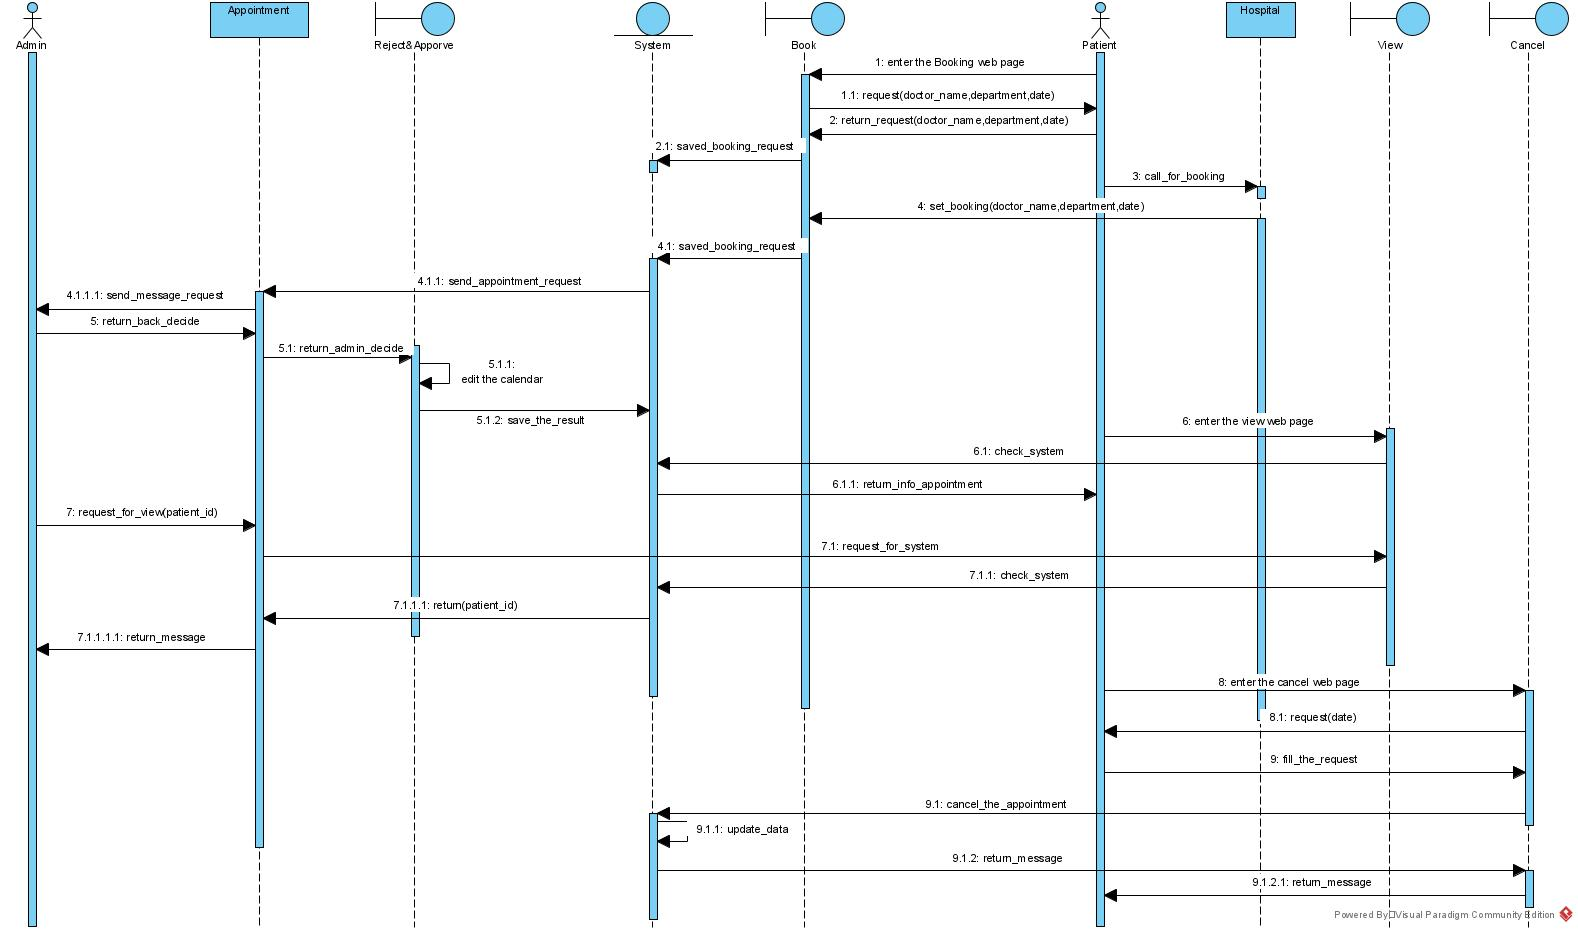 Appointment
Hospital
Admin
Reject&Apporve
System
Book
Patient
View
Cancel
1: enter the Booking web page
1.1: request(doctor_name,department,date)
2: return_request(doctor_name,department,date)
2.1: saved_booking_request
3: call_for_booking
4: set_booking(doctor_name,department,date)
4.1: saved_booking_request
4.1.1: send_appointment_request
4.1.1.1: send_message_request
5: return_back_decide
5.1: return_admin_decide
5.1.1:
edit the calendar
5.1.2: save_the_result
6: enter the view web page
6.1: check_system
6.1.1: return_info_appointment
7: request_for_view(patient_id)
7.1: request_for_system
7.1.1: check_system
7.1.1.1: return(patient_id)
7.1.1.1.1: return_message
8: enter the cancel web page
8.1: request(date)
9: fill_the_request
9.1: cancel_the_appointment
9.1.1: update_data
9.1.2: return_message
9.1.2.1: return_message
Powered By Visual Paradigm Community Edition